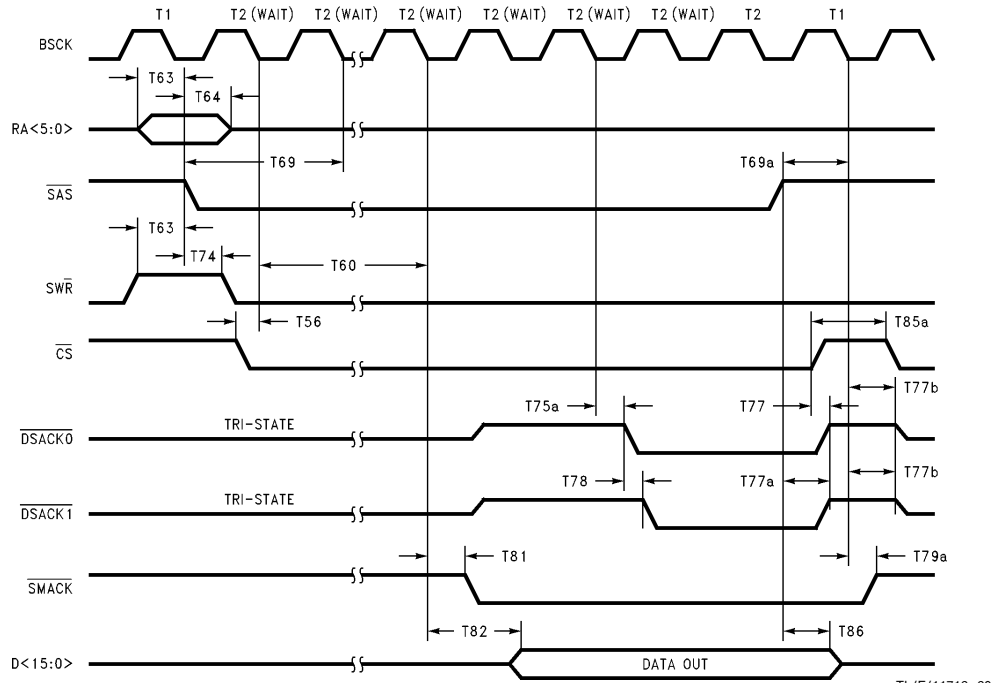 T1 T2 (WAIT) T2 (WAIT) T2 (WAIT) T2 (WAIT) T2 (WAIT) T2 (WAIT) T2 T1
BSCK
T63
T64
RA<5:0>
T69 T69a
SAS
T63
T74
T60
SWR
T56 T85a
CS
T77b
T75a T77
TRI-STATE
DSACK0
T78 T77a T77b
TRI-STATE
DSACK1
T81 T79a
SMACK
T82 T86
D<15:0> DATA OUT